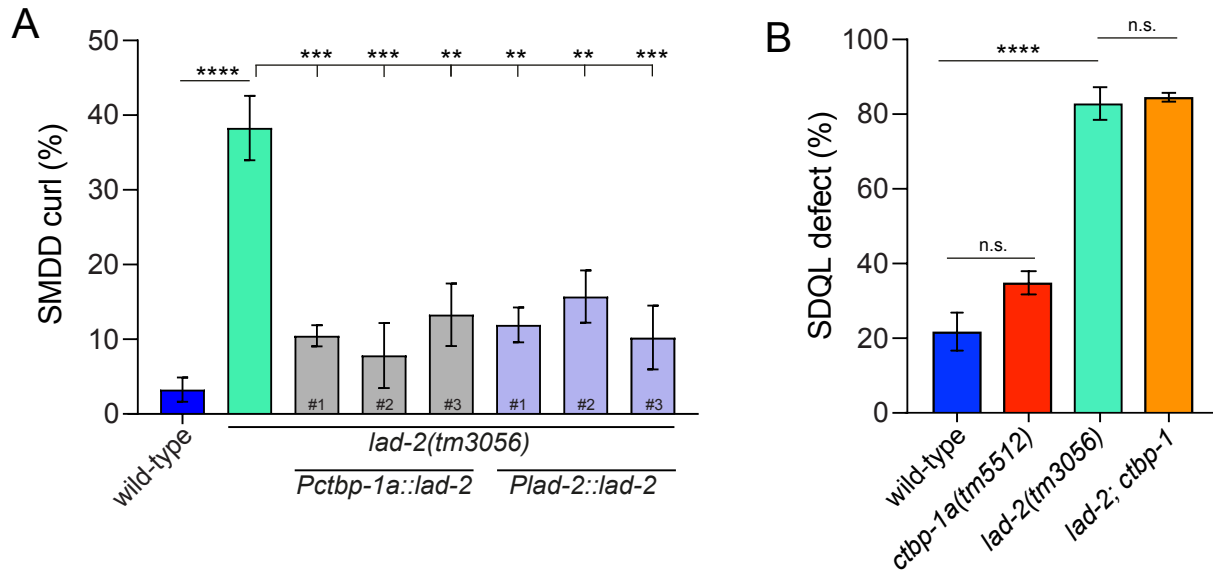 A
SMDD curl (%)
50
40
30
20
10
0
****
*** *** ** ** ** ***
#1 #2 #3 #1 #2 #3
wild-type
lad-2(tm3056)
Pctbp-1a::lad-2 Plad-2::lad-2
B
SDQL defect (%)
100
80
60
40
20
0
n.s.
****
n.s.
wild-type
ctbp-1a(tm5512)
lad-2(tm3056)
lad-2; ctbp-1